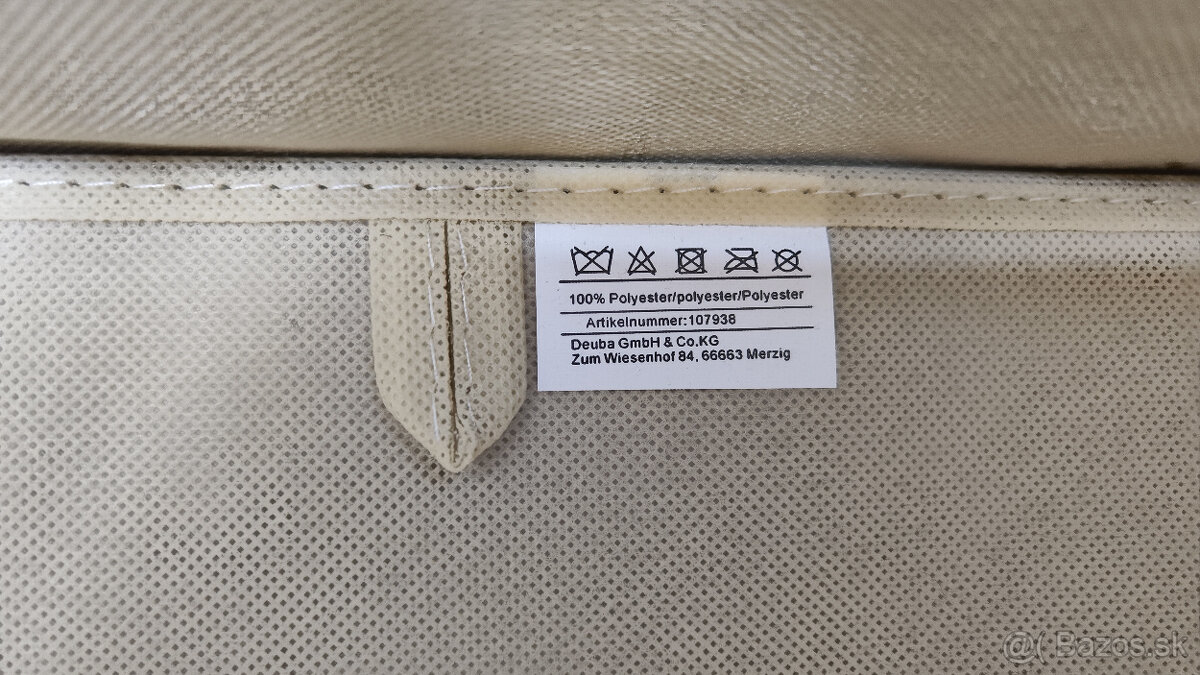 100% Polyester/polyester/Polyester
Artikelnummer:107938
Deuba GmbH & Co.KG
Zum Wiesenhof 84, 66663 Merzig
@( Bazos.sk